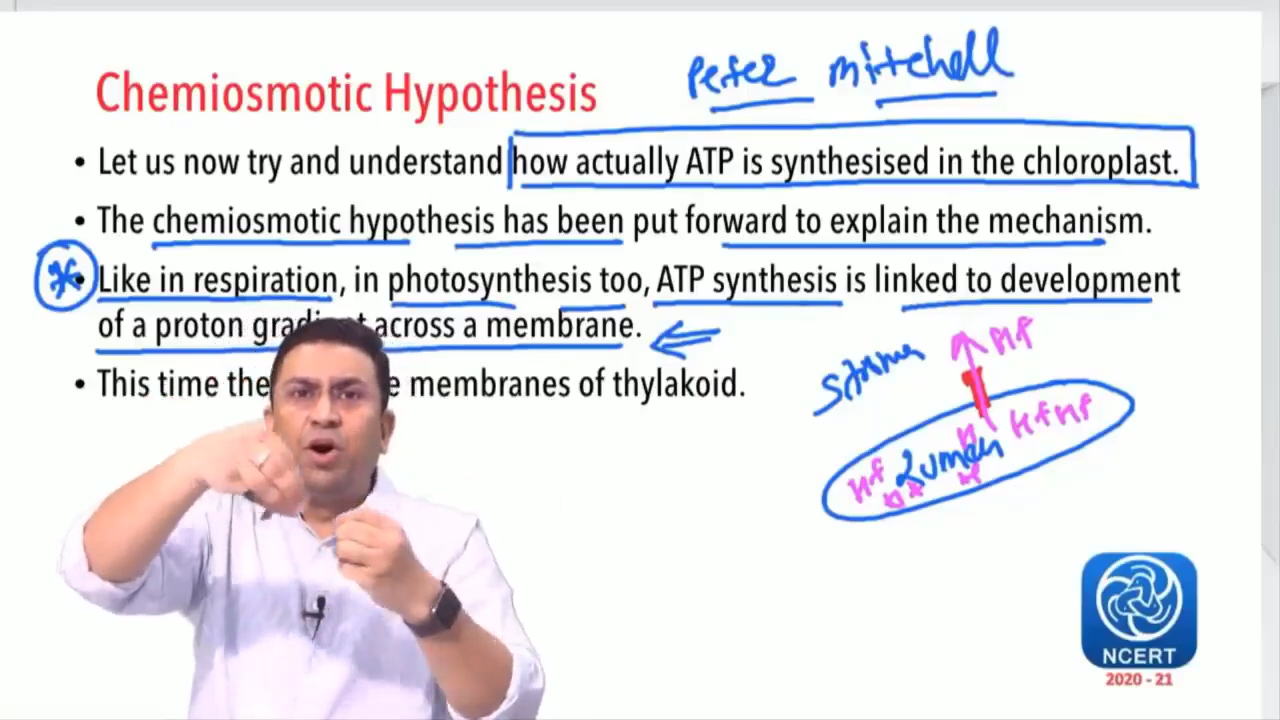 Peter Mitchell
Chemiosmotic Hypothesis
• Let us now try and understand how actually ATP is synthesised in the chloroplast.
• The chemiosmotic hypothesis has been put forward to explain the mechanism.
• Like in respiration, in photosynthesis too, ATP synthesis is linked to development
of a proton gradient across a membrane.
• This time the membranes of thylakoid.
Stroma
H+
H+ H+
Lumen
H+
NCERT
2020 - 21